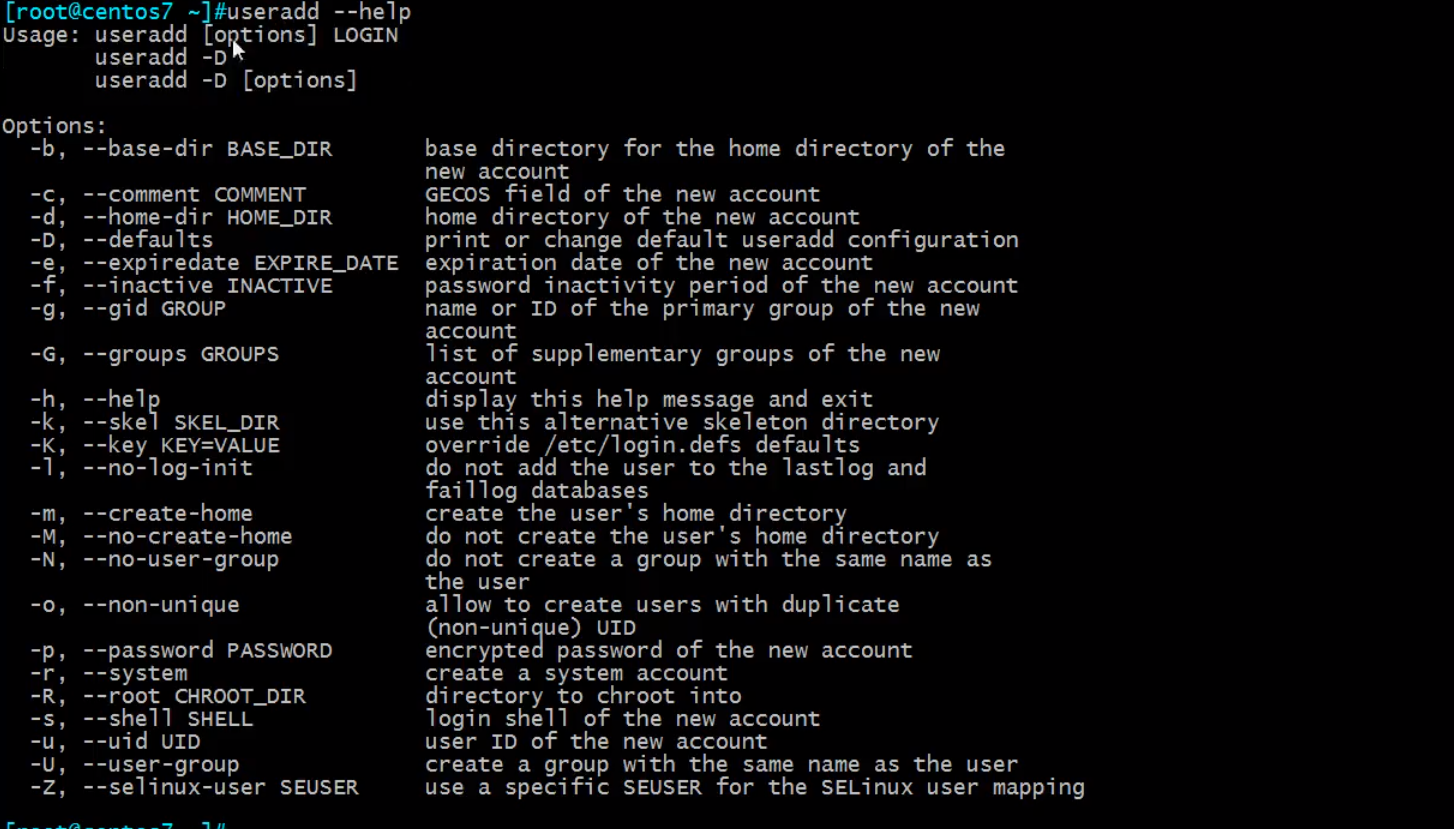 [root@centos7 ~]#useradd --help
Usage: useradd [options] LOGIN
       useradd -D
       useradd -D [options]

Options:
  -b, --base-dir BASE_DIR       base directory for the home directory of the
                                new account
  -c, --comment COMMENT         GECOS field of the new account
  -d, --home-dir HOME_DIR       home directory of the new account
  -D, --defaults                print or change default useradd configuration
  -e, --expiredate EXPIRE_DATE  expiration date of the new account
  -f, --inactive INACTIVE       password inactivity period of the new account
  -g, --gid GROUP               name or ID of the primary group of the new
                                account
  -G, --groups GROUPS           list of supplementary groups of the new
                                account
  -h, --help                    display this help message and exit
  -k, --skel SKEL_DIR           use this alternative skeleton directory
  -K, --key KEY=VALUE           override /etc/login.defs defaults
  -l, --no-log-init             do not add the user to the lastlog and
                                faillog databases
  -m, --create-home             create the user's home directory
  -M, --no-create-home          do not create the user's home directory
  -N, --no-user-group           do not create a group with the same name as
                                the user
  -o, --non-unique              allow to create users with duplicate
                                (non-unique) UID
  -p, --password PASSWORD       encrypted password of the new account
  -r, --system                  create a system account
  -R, --root CHROOT_DIR         directory to chroot into
  -s, --shell SHELL             login shell of the new account
  -u, --uid UID                 user ID of the new account
  -U, --user-group              create a group with the same name as the user
  -Z, --selinux-user SEUSER     use a specific SEUSER for the SELinux user mapping

[root@centos7 ~]#